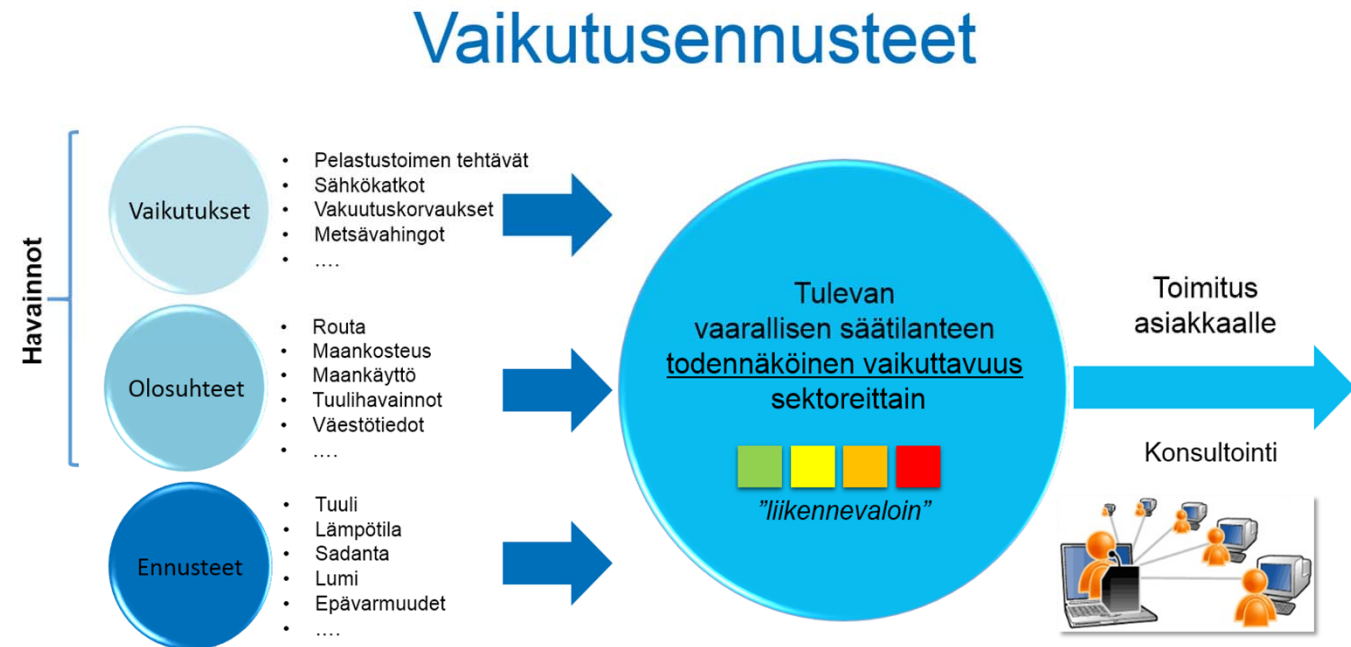 Vaikutusennusteet
Havainnot
Vaikutukset
• Pelastustoimen tehtävät
• Sähkökatkot
• Vakuutuskorvaukset
• Metsävahingot
• ....
Olosuhteet
• Routa
• Maankosteus
• Maankäyttö
• Tuulihavainnot
• Väestötiedot
• ....
Ennusteet
• Tuuli
• Lämpötila
• Sadanta
• Lumi
• Epävarmuudet
• ....
Tulevan
vaarallisen säätilanteen
todennäköinen vaikuttavuus
sektoreittain
”liikennevaloin”
Toimitus
asiakkaalle
Konsultointi